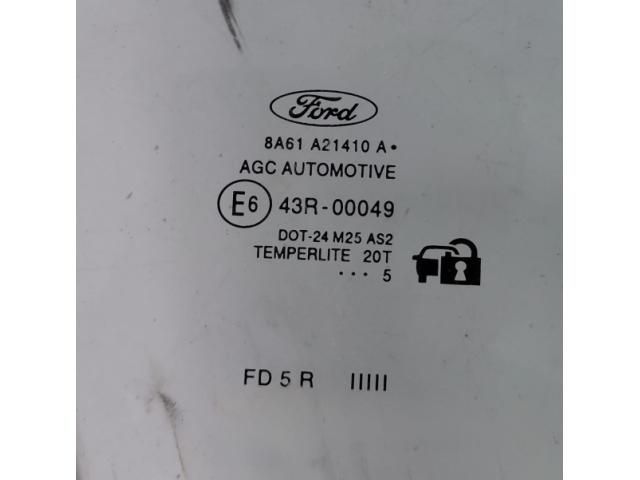 Ford
8A61 A21410 A•
AGC AUTOMOTIVE
E6 43R-00049
DOT-24 M25 AS2
TEMPERLITE 20T
••• 5
FD 5 R IIIII